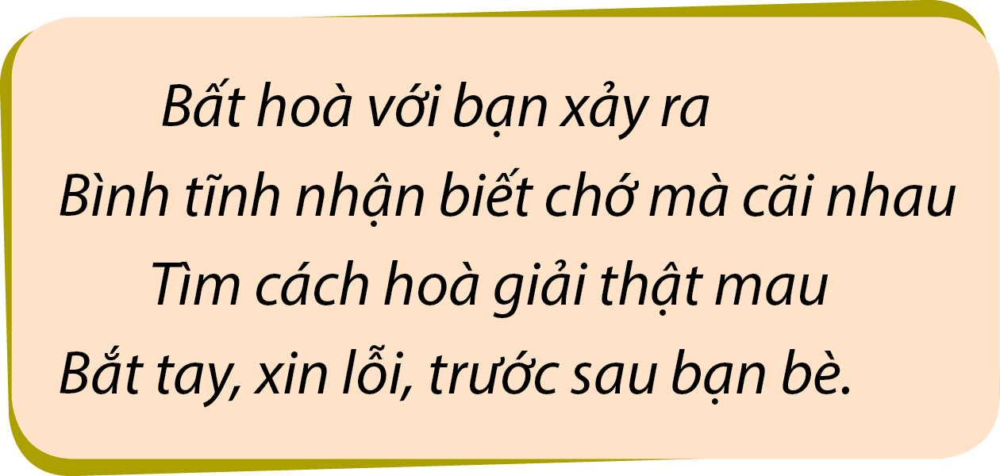 Bất hoà với bạn xảy ra
Bình tĩnh nhận biết chớ mà cãi nhau
Tìm cách hoà giải thật mau
Bắt tay, xin lỗi, trước sau bạn bè.